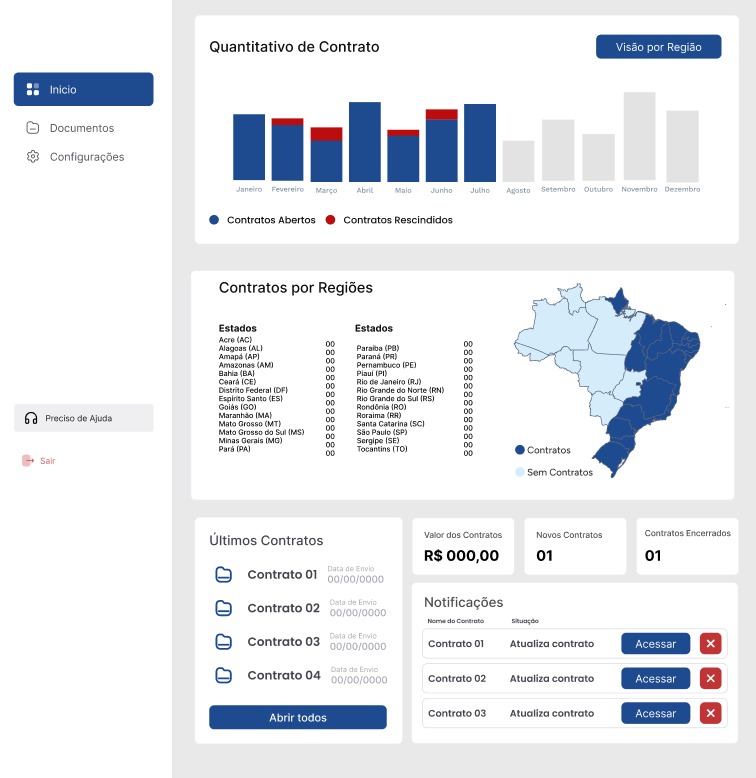 Inicio
Documentos
Configurações
Preciso de Ajuda
Sair
Quantitativo de Contrato
Visão por Região
Janeiro Fevereiro Março Abril Maio Junho Julho Agosto Setembro Outubro Novembro Dezembro
Contratos Abertos Contratos Rescindidos
Contratos por Regiões
Estados
Acre (AC) 00
Alagoas (AL) 00
Amapá (AP) 00
Amazonas (AM) 00
Bahia (BA) 00
Ceará (CE) 00
Distrito Federal (DF) 00
Espírito Santo (ES) 00
Goiás (GO) 00
Maranhão (MA) 00
Mato Grosso (MT) 00
Mato Grosso do Sul (MS) 00
Minas Gerais (MG) 00
Pará (PA) 00
Estados
Paraíba (PB) 00
Paraná (PR) 00
Pernambuco (PE) 00
Piauí (PI) 00
Rio de Janeiro (RJ) 00
Rio Grande do Norte (RN) 00
Rio Grande do Sul (RS) 00
Rondônia (RO) 00
Roraima (RR) 00
Santa Catarina (SC) 00
São Paulo (SP) 00
Sergipe (SE) 00
Tocantins (TO) 00
00
Contratos
Sem Contratos
Últimos Contratos
Contrato 01 Data de Envio
00/00/0000
Contrato 02 Data de Envio
00/00/0000
Contrato 03 Data de Envio
00/00/0000
Contrato 04 Data de Envio
00/00/0000
Abrir todos
Valor dos Contratos
R$ 000,00
Novos Contratos
01
Contratos Encerrados
01
Notificações
Nome do Contrato Situação
Contrato 01 Atualiza contrato Acessar
Contrato 02 Atualiza contrato Acessar
Contrato 03 Atualiza contrato Acessar